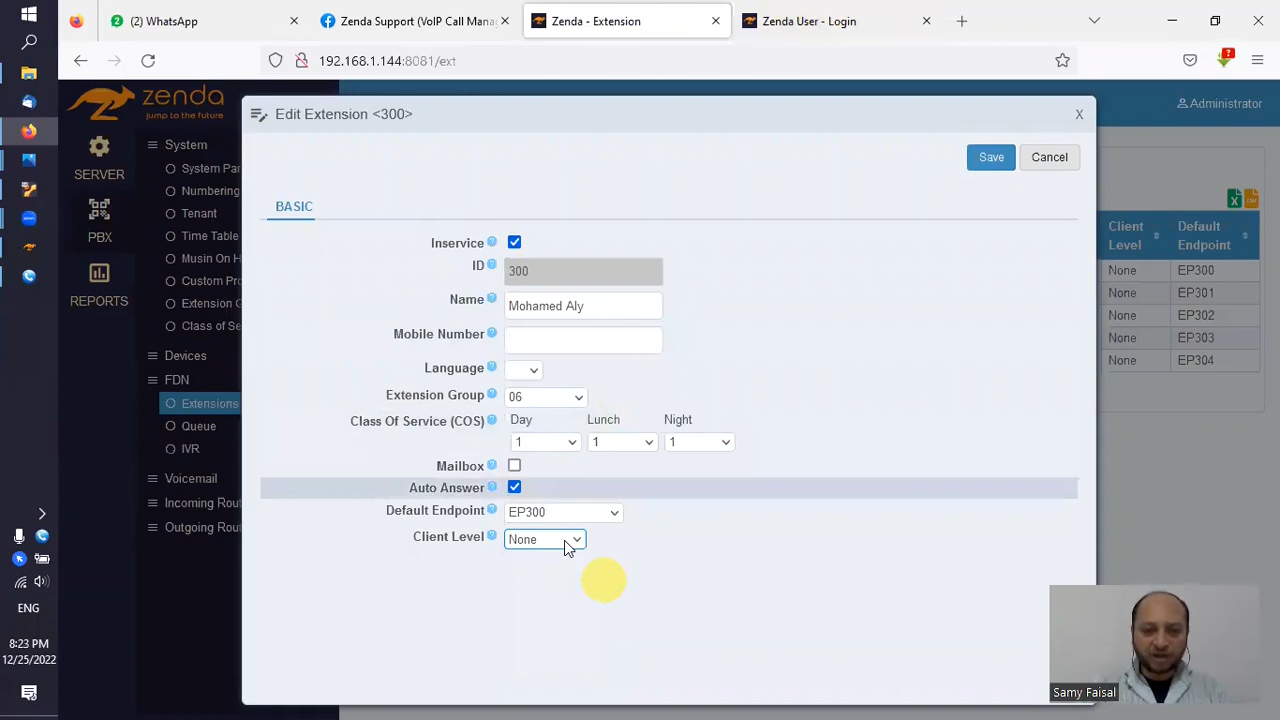 (2) WhatsApp
Zenda Support (VoIP Call Mana
Zenda - Extension
Zenda User - Login
192.168.1.144:8081/ext
zenda
jump to the future
Administrator
SERVER
PBX
REPORTS
System
System Par
Numbering
Tenant
Time Table
Musin On H
Custom Pro
Extension G
Class of Se
Devices
FDN
Extensions
Queue
IVR
Voicemail
Incoming Rout
Outgoing Rout
Edit Extension <300>
X
Save
Cancel
BASIC
Inservice
ID
300
Name
Mohamed Aly
Mobile Number
Language
Extension Group
06
Class Of Service (COS)
Day
Lunch
Night
1
1
1
Mailbox
Auto Answer
Default Endpoint
EP300
Client Level
None
Client Level
Default Endpoint
None EP300
None EP301
None EP302
None EP303
None EP304
ENG
8:23 PM
12/25/2022
Samy Faisal